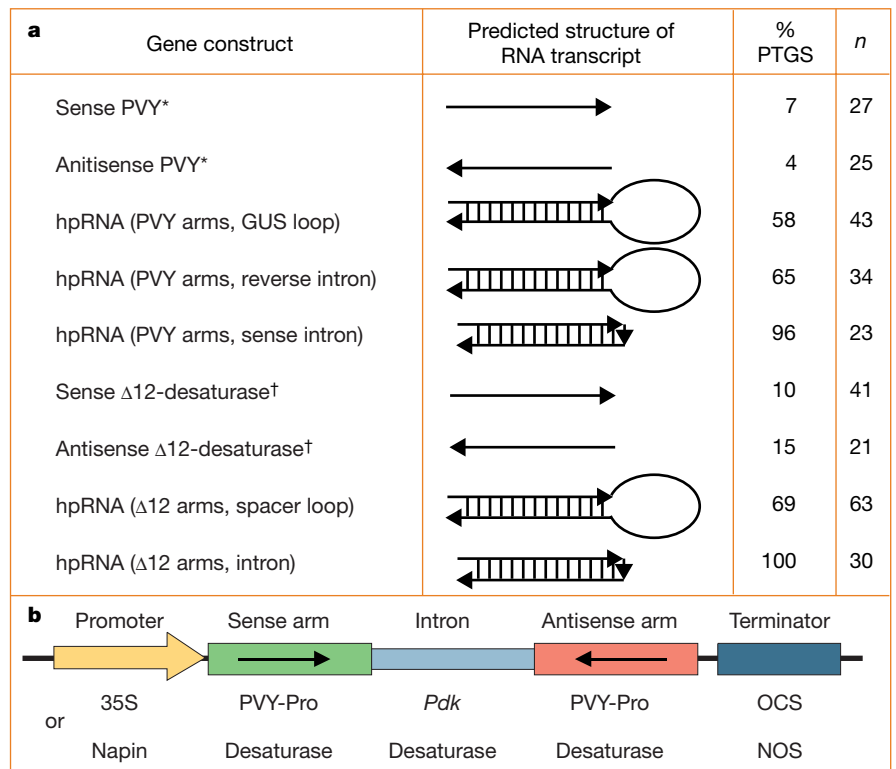 a
Gene construct
Predicted structure of
RNA transcript
%
PTGS
n
Sense PVY* 7 27
Anitisense PVY* 4 25
hpRNA (PVY arms, GUS loop) 58 43
hpRNA (PVY arms, reverse intron) 65 34
hpRNA (PVY arms, sense intron) 96 23
Sense Δ12-desaturase† 10 41
Antisense Δ12-desaturase† 15 21
hpRNA (Δ12 arms, spacer loop) 69 63
hpRNA (Δ12 arms, intron) 100 30
b
Promoter Sense arm Intron Antisense arm Terminator
35S PVY-Pro Pdk PVY-Pro OCS
or
Napin Desaturase Desaturase Desaturase NOS